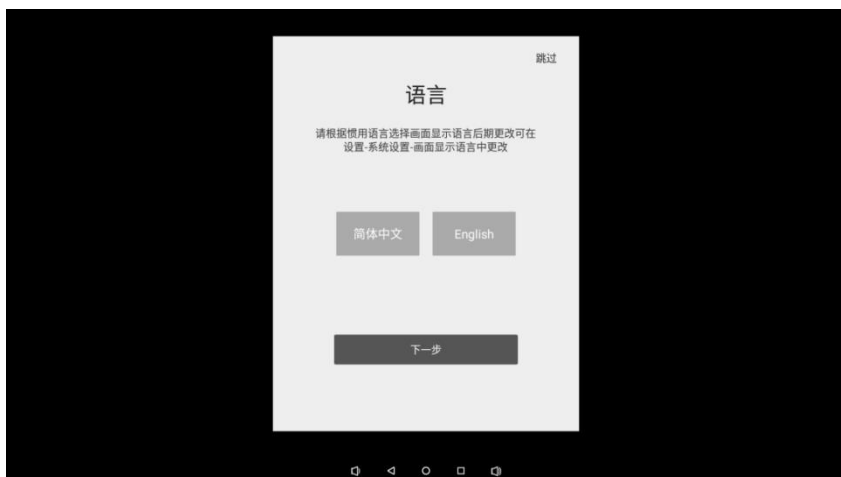 跳过
语言
请根据惯用语言选择画面显示语言后期更改可在
设置-系统设置-画面显示语言中更改
简体中文 English
下一步